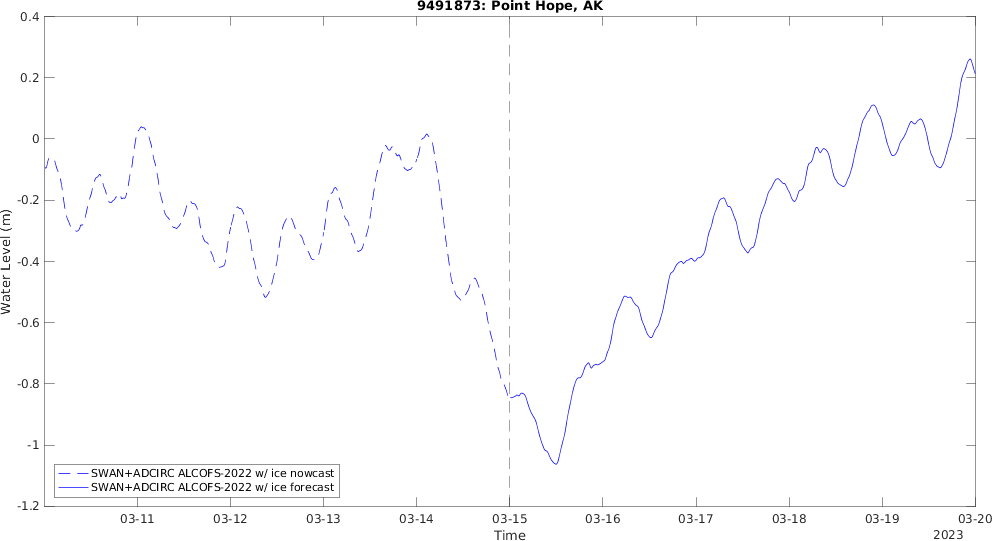 9491873: Point Hope, AK
0.4
0.2
0
-0.2
-0.4
-0.6
-0.8
-1
-1.2
Water Level (m)
SWAN+ADCIRC ALCOFS-2022 w/ ice nowcast
SWAN+ADCIRC ALCOFS-2022 w/ ice forecast
03-11 03-12 03-13 03-14 03-15 03-16 03-17 03-18 03-19 03-20
Time
2023